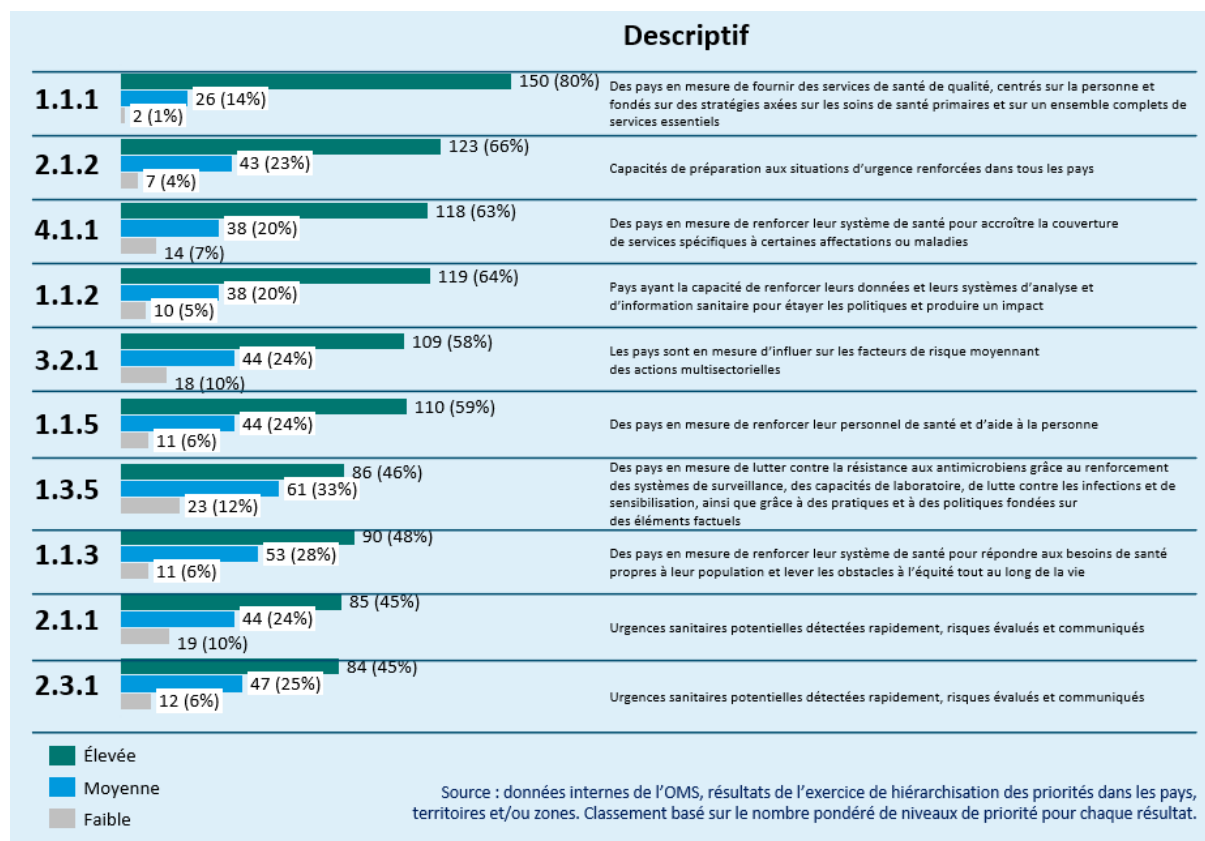 Descriptif
1.1.1
150 (80%)
26 (14%)
2 (1%)
Des pays en mesure de fournir des services de santé de qualité, centrés sur la personne et
fondés sur des stratégies axées sur les soins de santé primaires et sur un ensemble complets de
services essentiels
2.1.2
123 (66%)
43 (23%)
7 (4%)
Capacités de préparation aux situations d’urgence renforcées dans tous les pays
4.1.1
118 (63%)
38 (20%)
14 (7%)
Des pays en mesure de renforcer leur système de santé pour accroître la couverture
de services spécifiques à certaines affectations ou maladies
1.1.2
119 (64%)
38 (20%)
10 (5%)
Pays ayant la capacité de renforcer leurs données et leurs systèmes d’analyse et
d’information sanitaire pour étayer les politiques et produire un impact
3.2.1
109 (58%)
44 (24%)
18 (10%)
Les pays sont en mesure d’influer sur les facteurs de risque moyennant
des actions multisectorielles
1.1.5
110 (59%)
44 (24%)
11 (6%)
Des pays en mesure de renforcer leur personnel de santé et d’aide à la personne
1.3.5
86 (46%)
61 (33%)
23 (12%)
Des pays en mesure de lutter contre la résistance aux antimicrobiens grâce au renforcement
des systèmes de surveillance, des capacités de laboratoire, de lutte contre les infections et de
sensibilisation, ainsi que grâce à des pratiques et à des politiques fondées sur
des éléments factuels
1.1.3
90 (48%)
53 (28%)
11 (6%)
Des pays en mesure de renforcer leur système de santé pour répondre aux besoins de santé
propres à leur population et lever les obstacles à l’équité tout au long de la vie
2.1.1
85 (45%)
44 (24%)
19 (10%)
Urgences sanitaires potentielles détectées rapidement, risques évalués et communiqués
2.3.1
84 (45%)
47 (25%)
12 (6%)
Urgences sanitaires potentielles détectées rapidement, risques évalués et communiqués
Élevée
Moyenne
Faible
Source : données internes de l’OMS, résultats de l’exercice de hiérarchisation des priorités dans les pays,
territoires et/ou zones. Classement basé sur le nombre pondéré de niveaux de priorité pour chaque résultat.